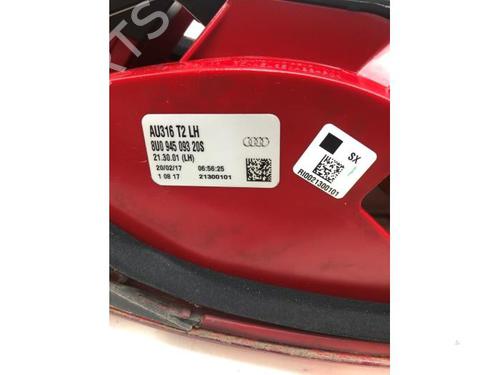 AU316 T2 LH
8U0 945 093 20S
21.30.01 (LH)
20/02/17 06:56:25
1 08 17 21300101
SX
RU0021300101